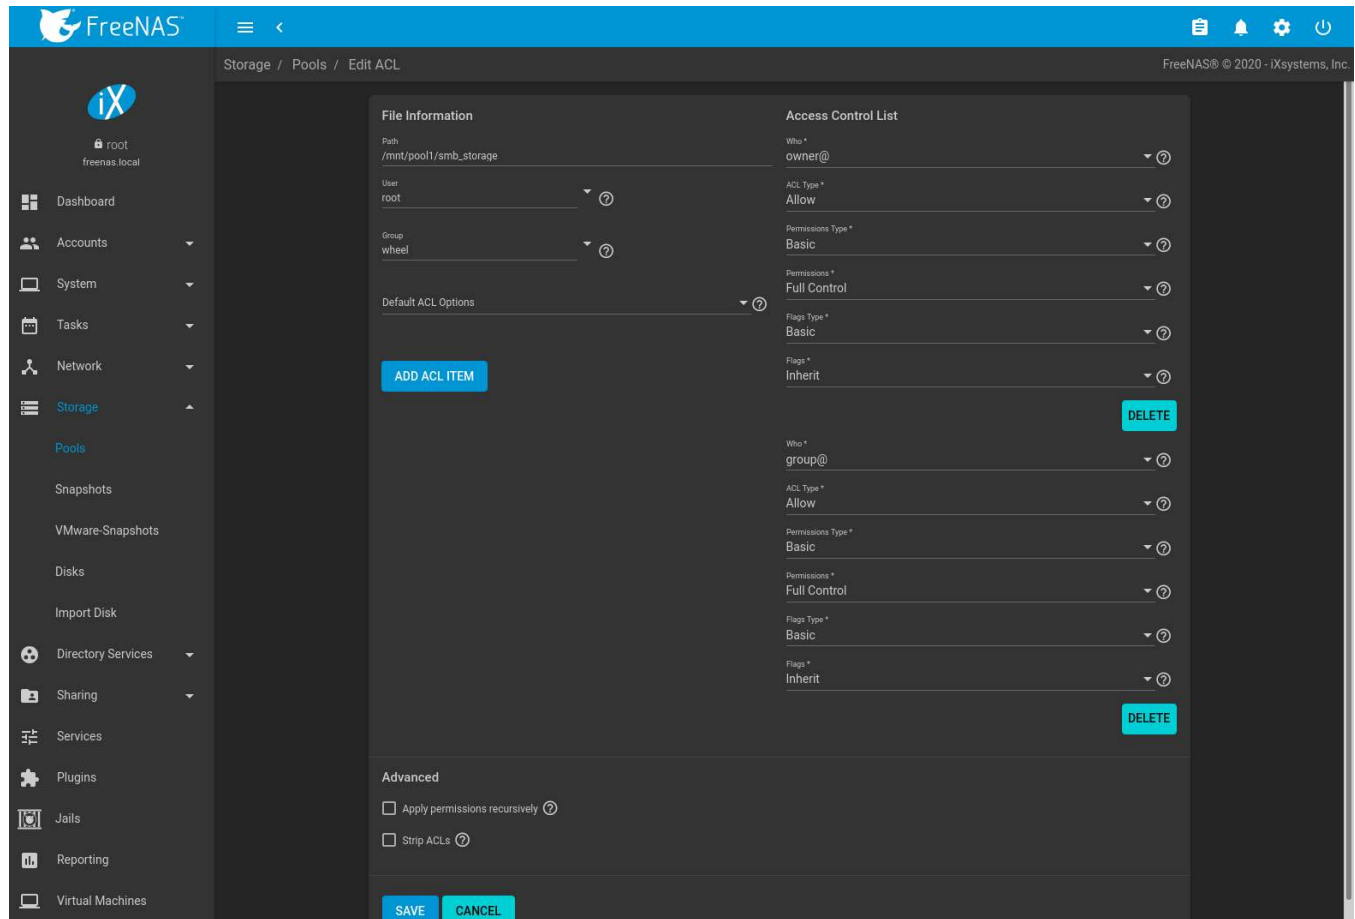 FreeNAS™
Storage / Pools / Edit ACL
FreeNAS® © 2020 - iXsystems, Inc.
iX
root
freenas.local
Dashboard
Accounts
System
Tasks
Network
Storage
Pools
Snapshots
VMware-Snapshots
Disks
Import Disk
Directory Services
Sharing
Services
Plugins
Jails
Reporting
Virtual Machines
File Information
Path
/mnt/pool1/smb_storage
User
root
Group
wheel
Default ACL Options
ADD ACL ITEM
Access Control List
Who *
owner@
ACL Type *
Allow
Permissions Type *
Basic
Permissions *
Full Control
Flags Type *
Basic
Flags *
Inherit
DELETE
Who *
group@
ACL Type *
Allow
Permissions Type *
Basic
Permissions *
Full Control
Flags Type *
Basic
Flags *
Inherit
DELETE
Advanced
Apply permissions recursively
Strip ACLs
SAVE
CANCEL